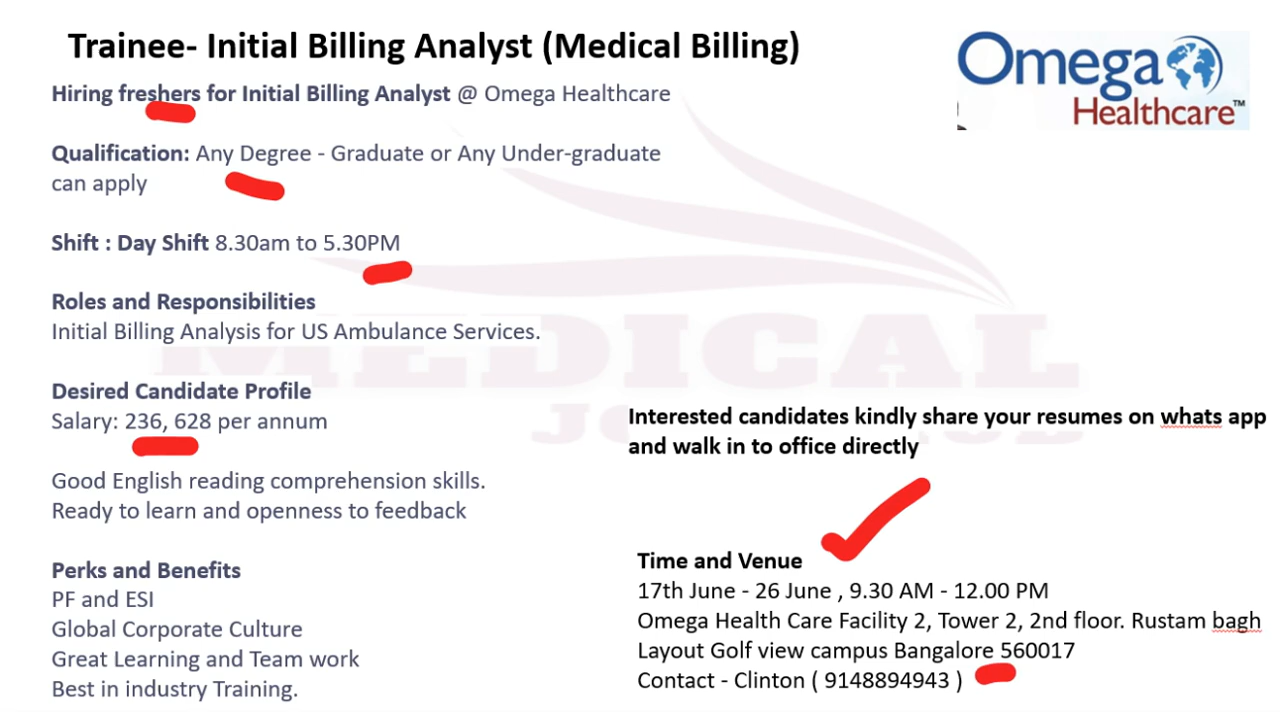 Trainee- Initial Billing Analyst (Medical Billing)
Omega
Healthcare™
Hiring freshers for Initial Billing Analyst @ Omega Healthcare
Qualification: Any Degree - Graduate or Any Under-graduate
can apply
Shift : Day Shift 8.30am to 5.30PM
Roles and Responsibilities
Initial Billing Analysis for US Ambulance Services.
MEDICAL
Desired Candidate Profile
Salary: 236, 628 per annum
Good English reading comprehension skills.
Ready to learn and openness to feedback
Perks and Benefits
PF and ESI
Global Corporate Culture
Great Learning and Team work
Best in industry Training.
Interested candidates kindly share your resumes on whats app
and walk in to office directly
Time and Venue
17th June - 26 June , 9.30 AM - 12.00 PM
Omega Health Care Facility 2, Tower 2, 2nd floor. Rustam bagh
Layout Golf view campus Bangalore 560017
Contact - Clinton ( 9148894943 )